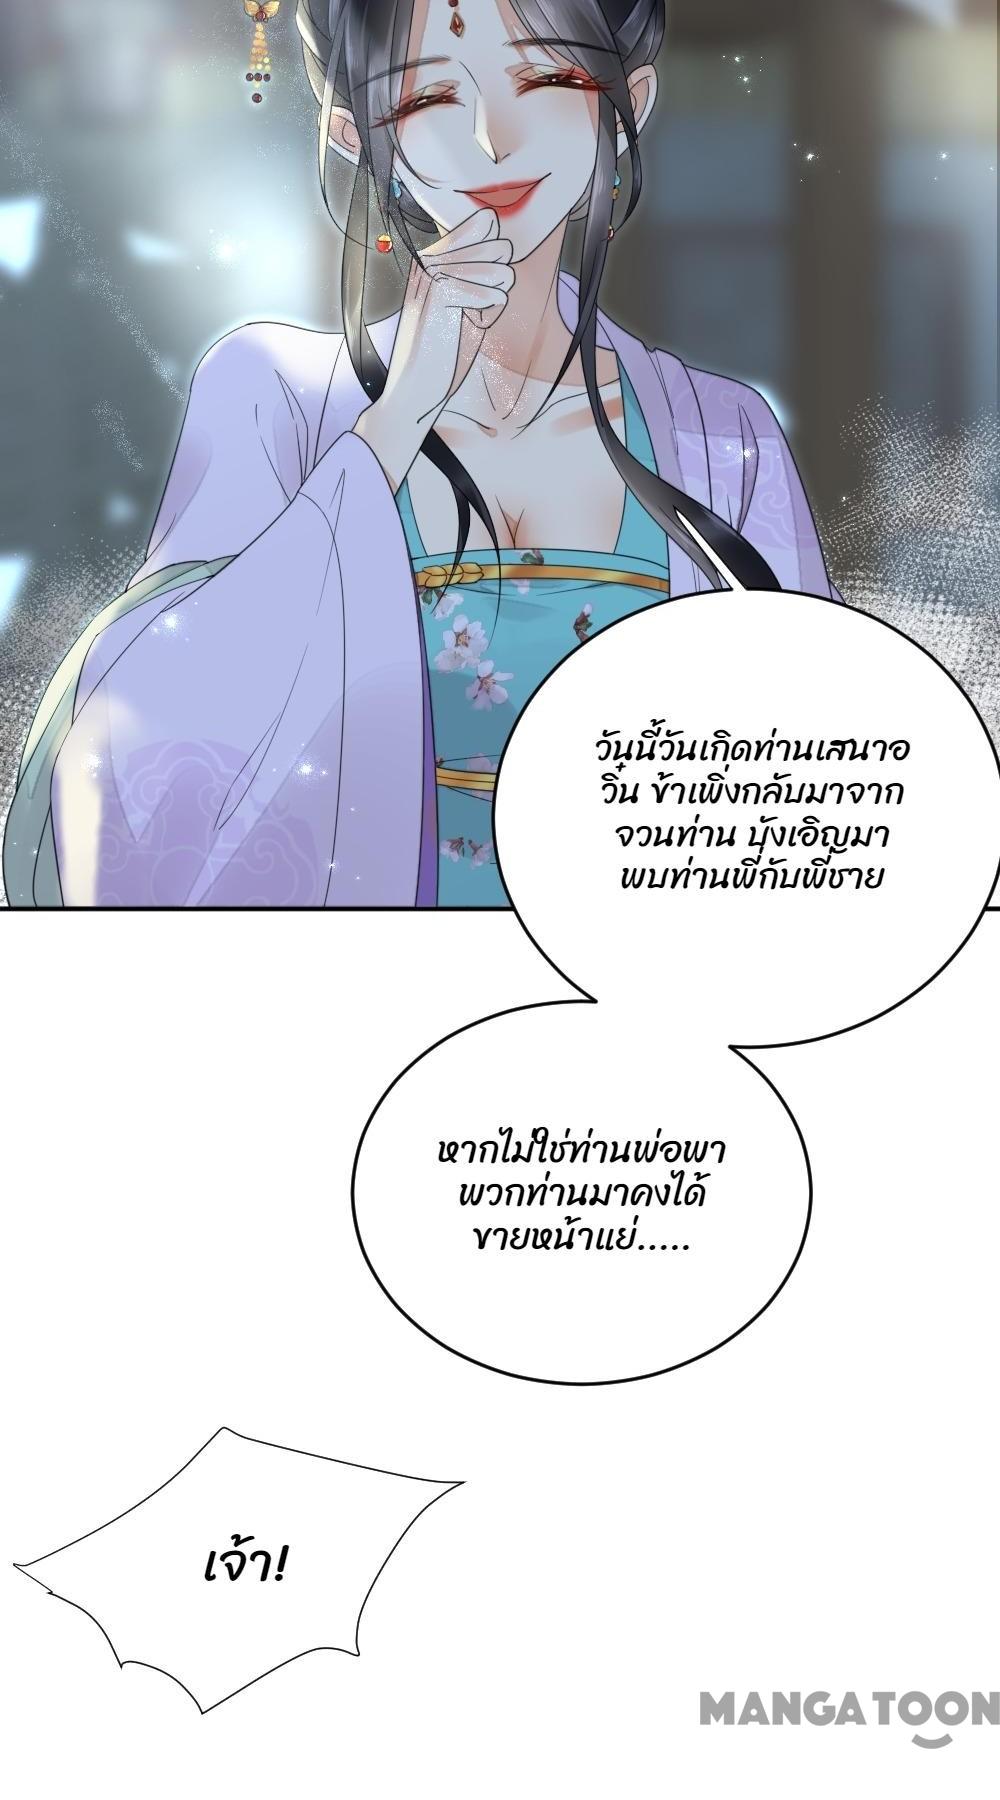 วันนี้วันเกิดท่านเสนาอ
วิ๋น ข้าเพิ่งกลับมาจาก
จวนท่าน บังเอิญมา
พบท่านพี่กับพี่ชาย
หากไม่ใช่ท่านพ่อพา
พวกท่านมาคงได้
ขายหน้าแย่.....
เจ้า!
MANGATOON